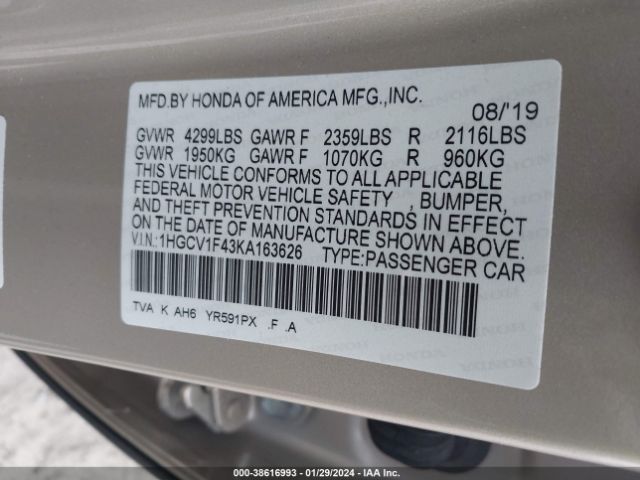 MFD.BY HONDA OF AMERICA MFG.,INC.
08/'19
GVWR 4299LBS GAWR F 2359LBS R 2116LBS
GVWR 1950KG GAWR F 1070KG R 960KG
THIS VEHICLE CONFORMS TO ALL APPLICABLE
FEDERAL MOTOR VEHICLE SAFETY , BUMPER,
AND THEFT PREVENTION STANDARDS IN EFFECT
ON THE DATE OF MANUFACTURE SHOWN ABOVE.
V.I.N.:1HGCV1F43KA163626 TYPE:PASSENGER CAR
TVA K AH6 YR591PX .F .A
000-38616993 - 01/29/2024 - IAA Inc.